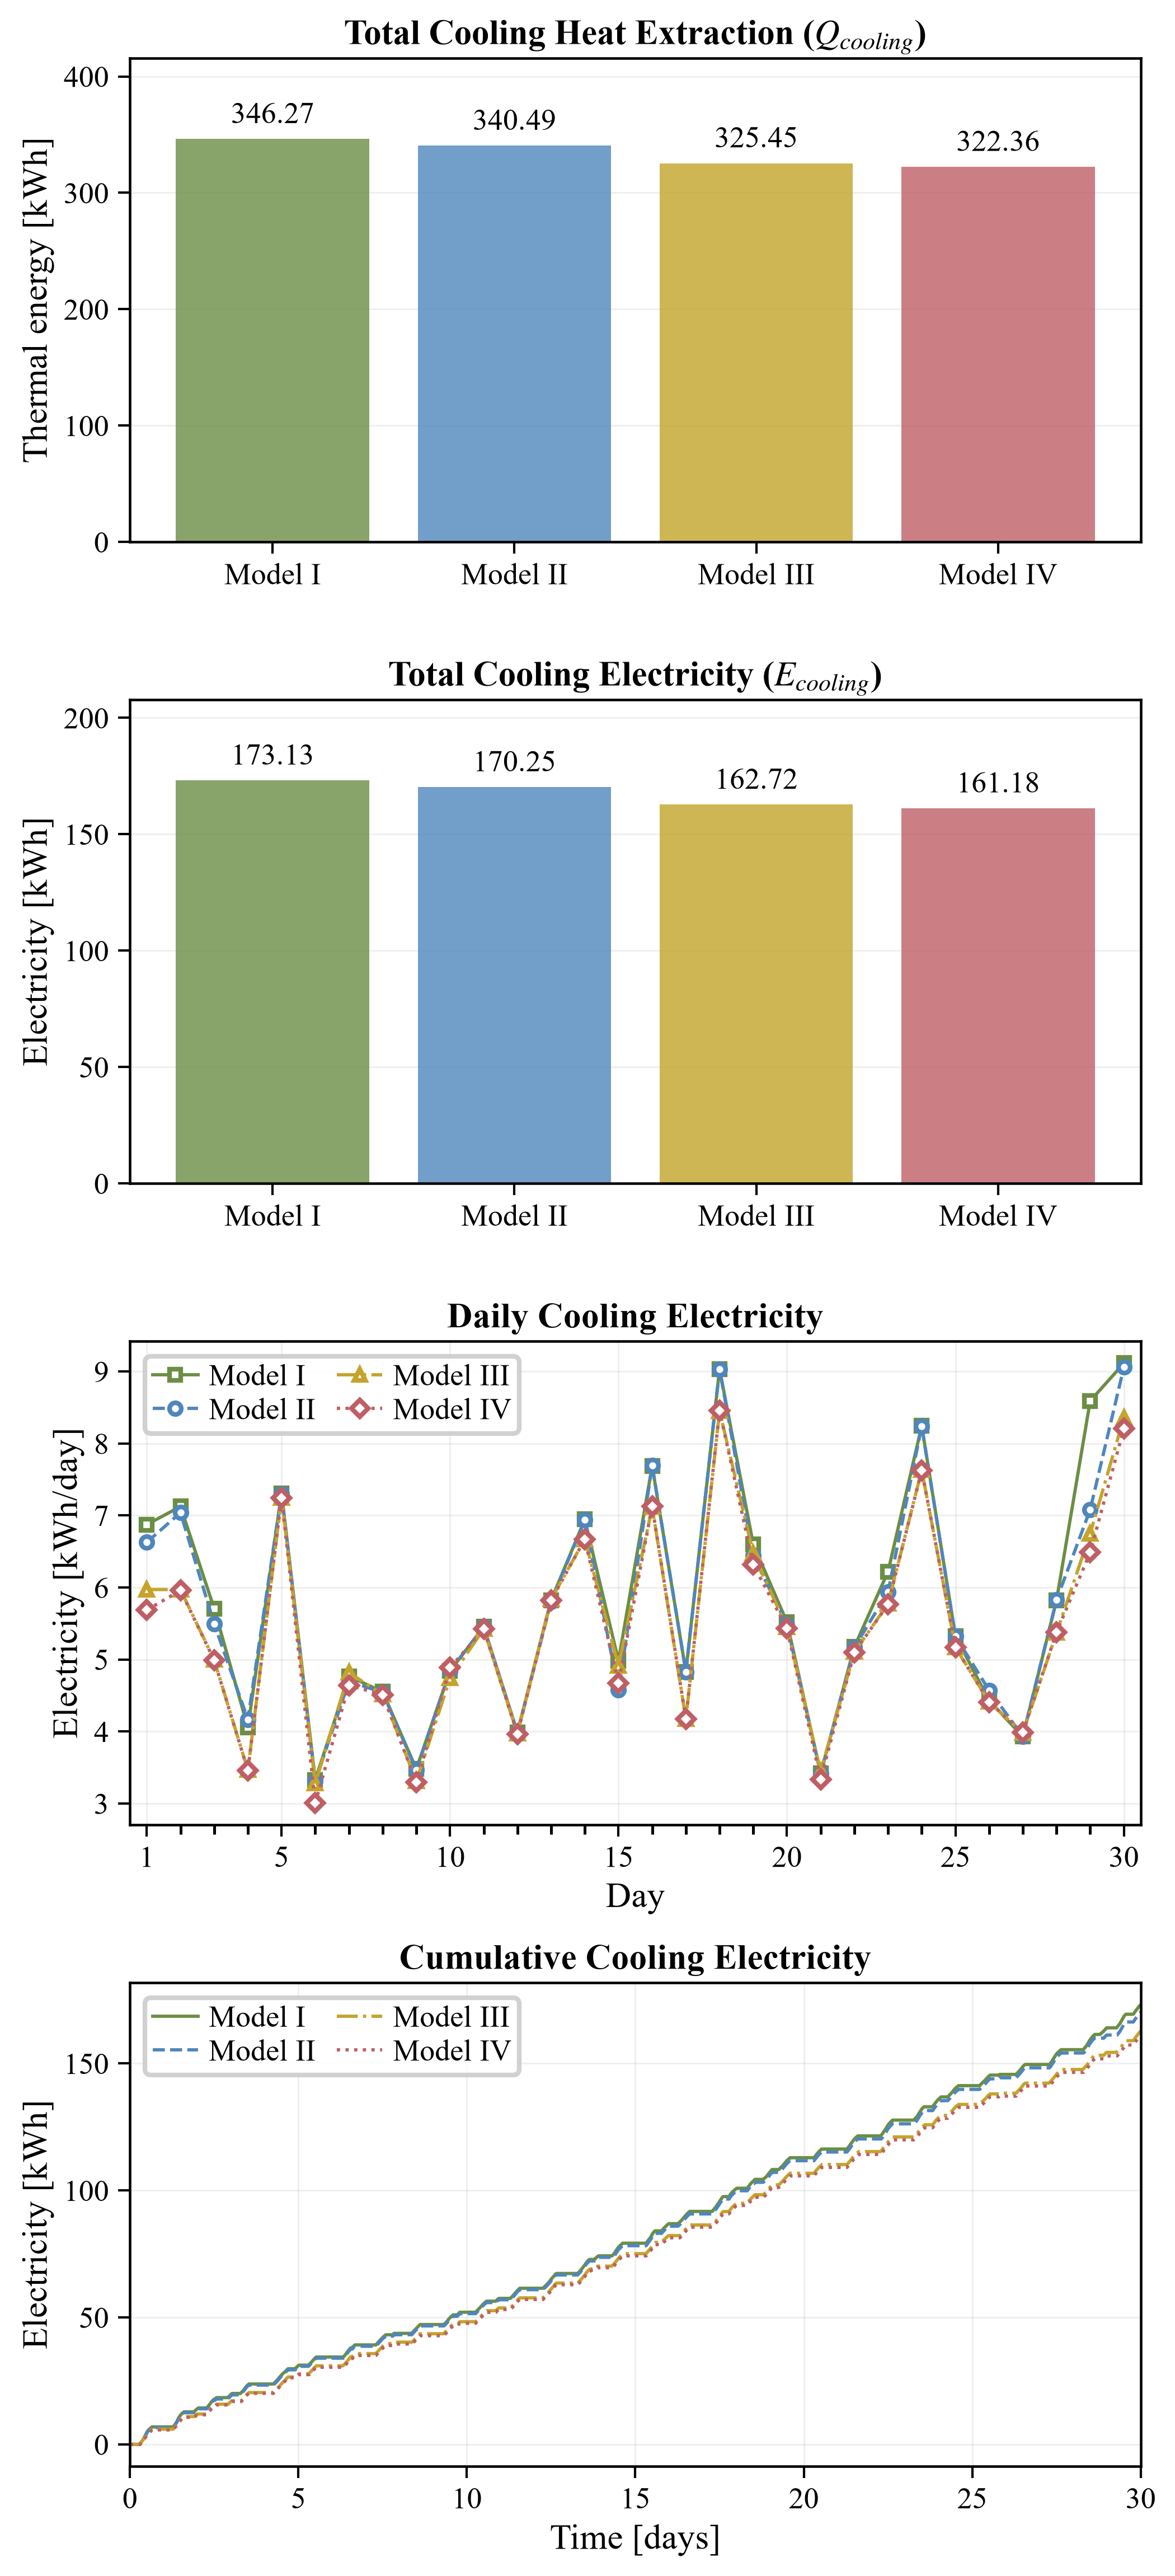 Total Cooling Heat Extraction (Qcooling)
Thermal energy [kWh]
400
300
200
100
0
346.27
340.49
325.45
322.36
Model I
Model II
Model III
Model IV
Total Cooling Electricity (Ecooling)
Electricity [kWh]
200
150
100
50
0
173.13
170.25
162.72
161.18
Model I
Model II
Model III
Model IV
Daily Cooling Electricity
Electricity [kWh/day]
9
8
7
6
5
4
3
Model I
Model II
Model III
Model IV
1
5
10
15
20
25
30
Day
Cumulative Cooling Electricity
Electricity [kWh]
150
100
50
0
Model I
Model II
Model III
Model IV
0
5
10
15
20
25
30
Time [days]